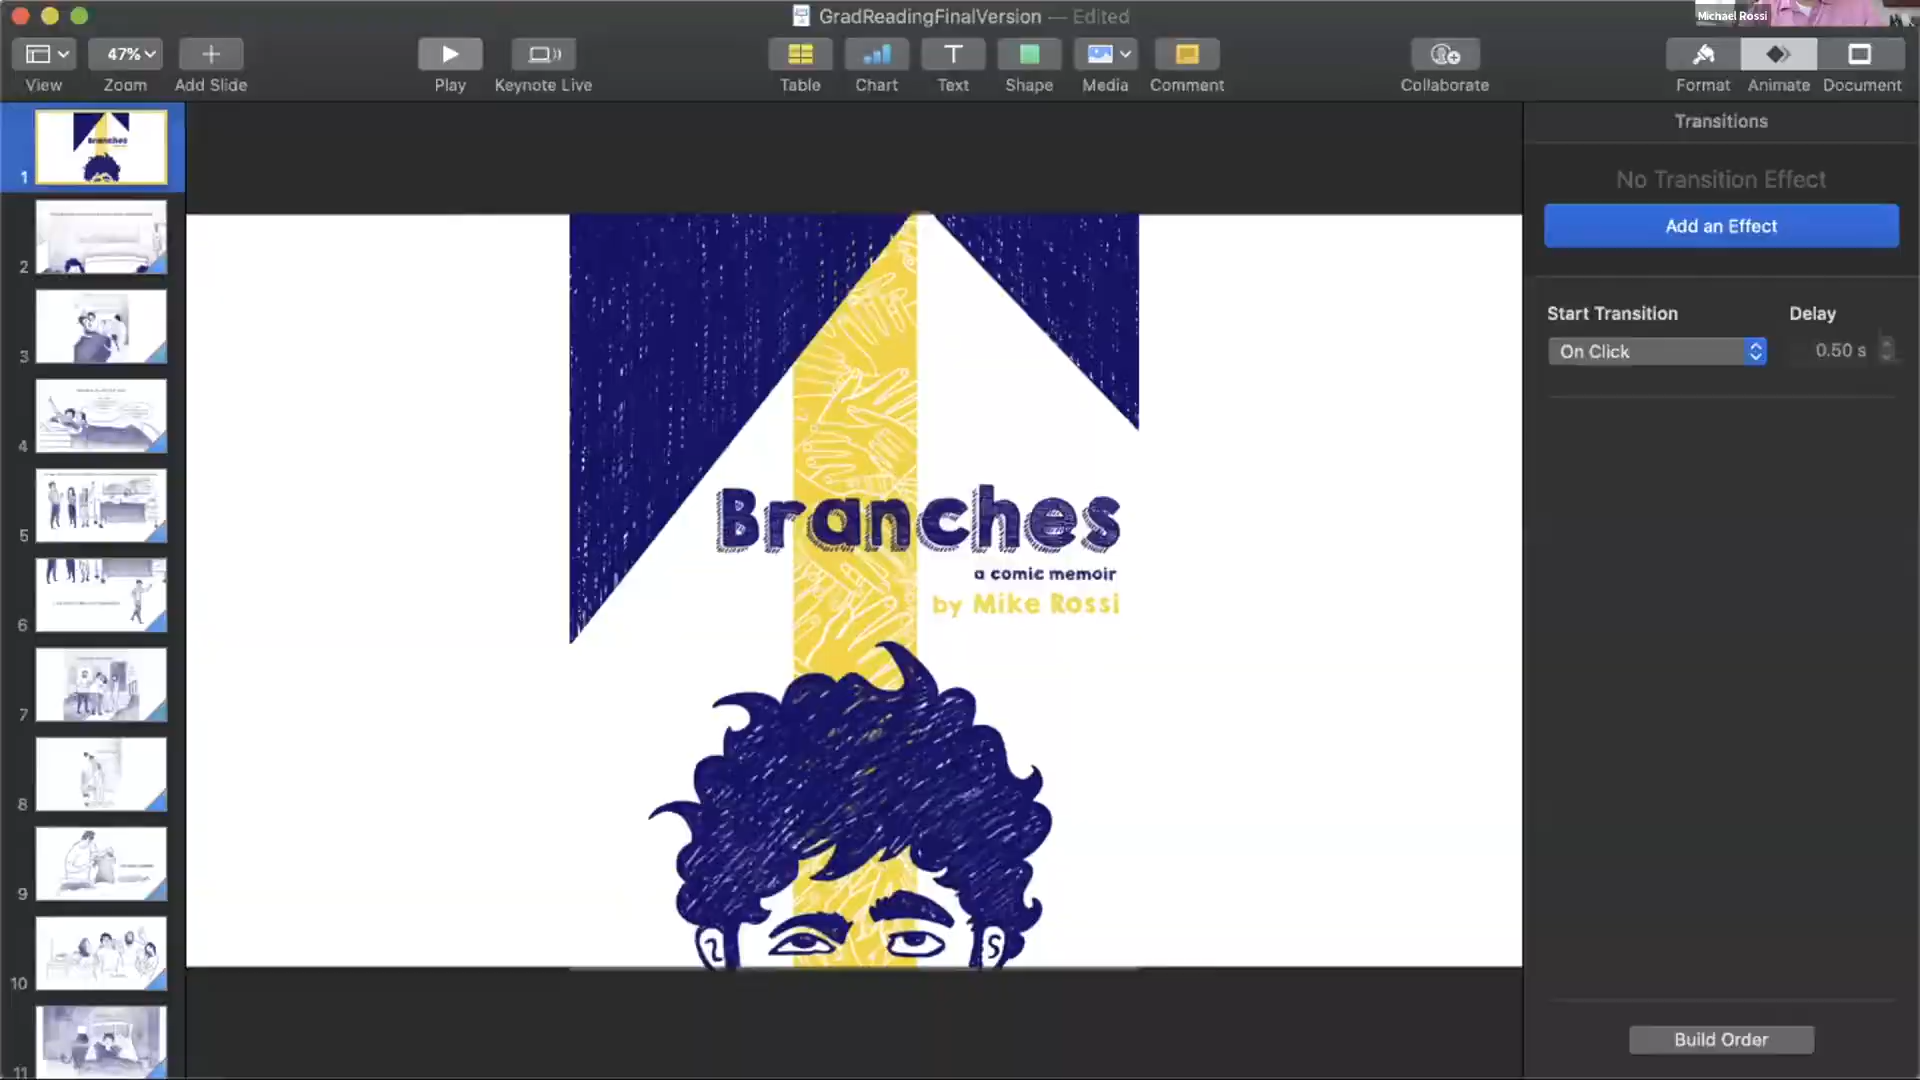 GradReadingFinalVersion — Edited
Michael Rossi
47%
View
Zoom
Add Slide
Play
Keynote Live
Table
Chart
Text
Shape
Media
Comment
Collaborate
Format
Animate
Document
Transitions
No Transition Effect
Add an Effect
Start Transition
Delay
On Click
0.50 s
Build Order
1
Branches
2
3
4
5
6
7
8
9
10
11
Branches
a comic memoir
by Mike Rossi